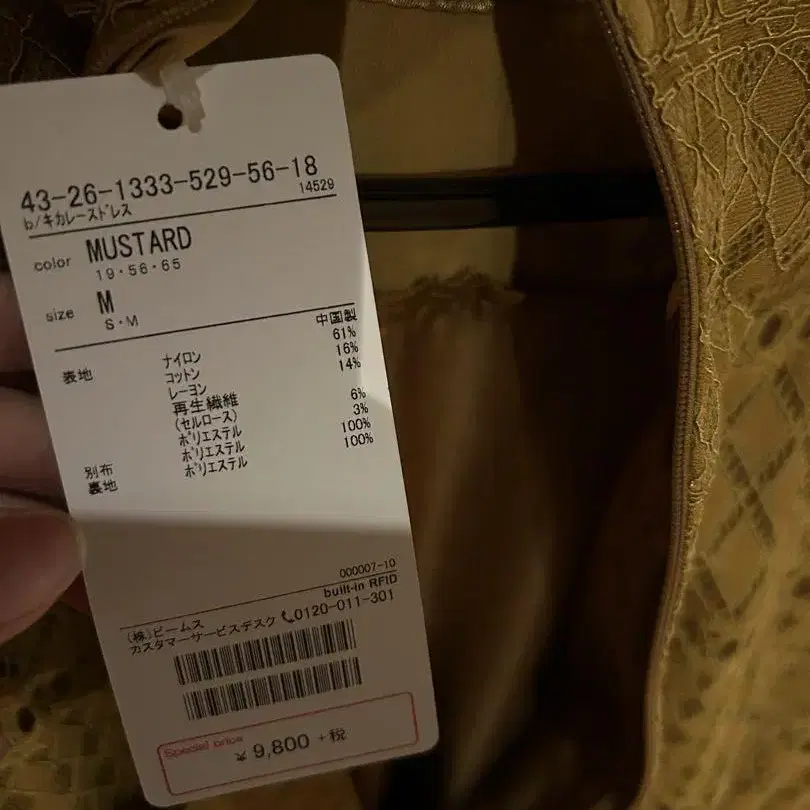 43-26-1333-529-56-18
14529
b/キカレースドレス
color MUSTARD
19・56・65
size M
S・M
中国製
表地 ナイロン 61%
コットン 16%
レーヨン 14%
再生繊維
(セルロース) 6%
ポリエステル 3%
別布 ポリエステル 100%
裏地 ポリエステル 100%
000007-10
built-in RFID
(株)ビームス
カスタマーサービスデスク 0120-011-301
Special price
¥9,800 +税